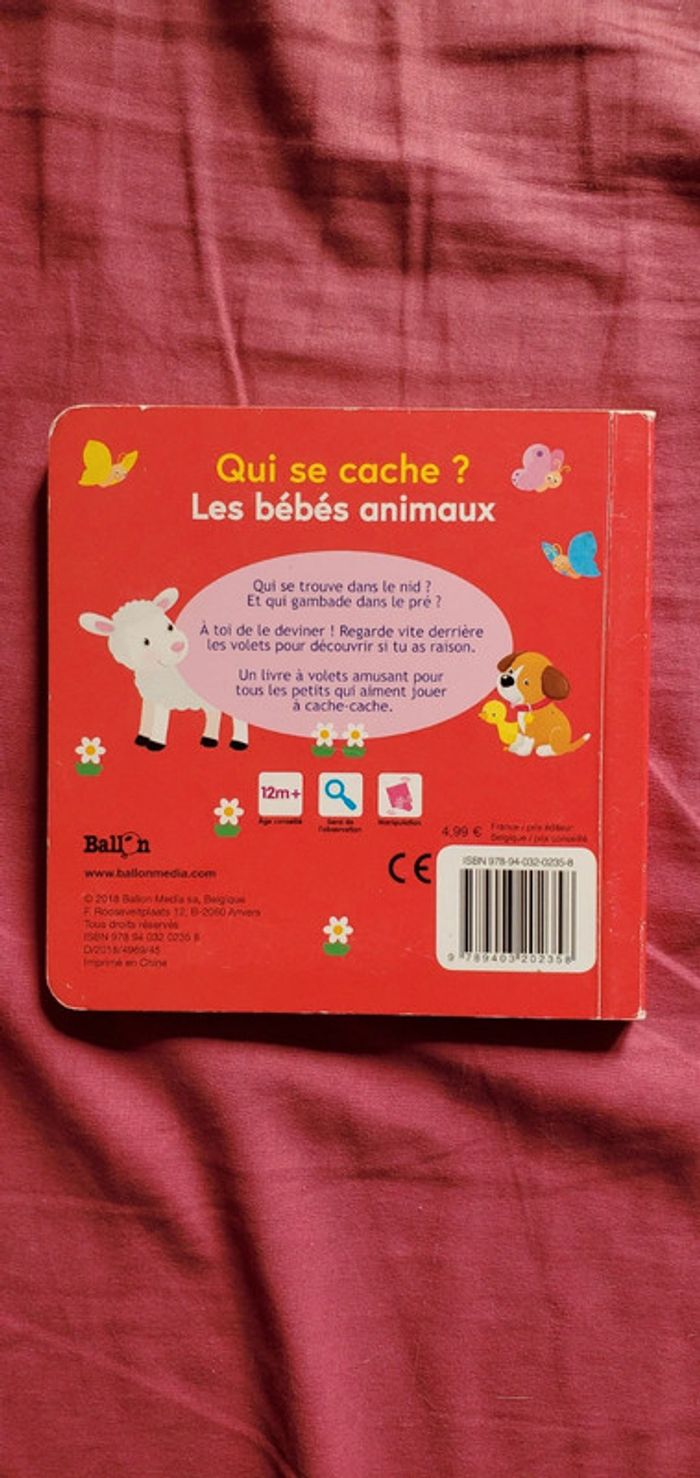 Qui se cache ?
Les bébés animaux
Qui se trouve dans le nid ?
Et qui gambade dans le pré ?
À toi de le deviner ! Regarde vite derrière
les volets pour découvrir si tu as raison.
Un livre à volets amusant pour
tous les petits qui aiment jouer
à cache-cache.
12m+
Age conseillé
Sens de
l'observation
Manipulation
Ballon
www.ballonmedia.com
© 2018 Ballon Media sa, Belgique
F. Rooseveltplaats 12, B-2060 Anvers
Tous droits réservés
ISBN 978 94 032 0235 8
D/2018/4969/45
Imprimé en Chine
4,99 €
France / prix éditeur
Belgique / prix conseillé
CE
ISBN 978-94-032-0235-8
9 789403 202358